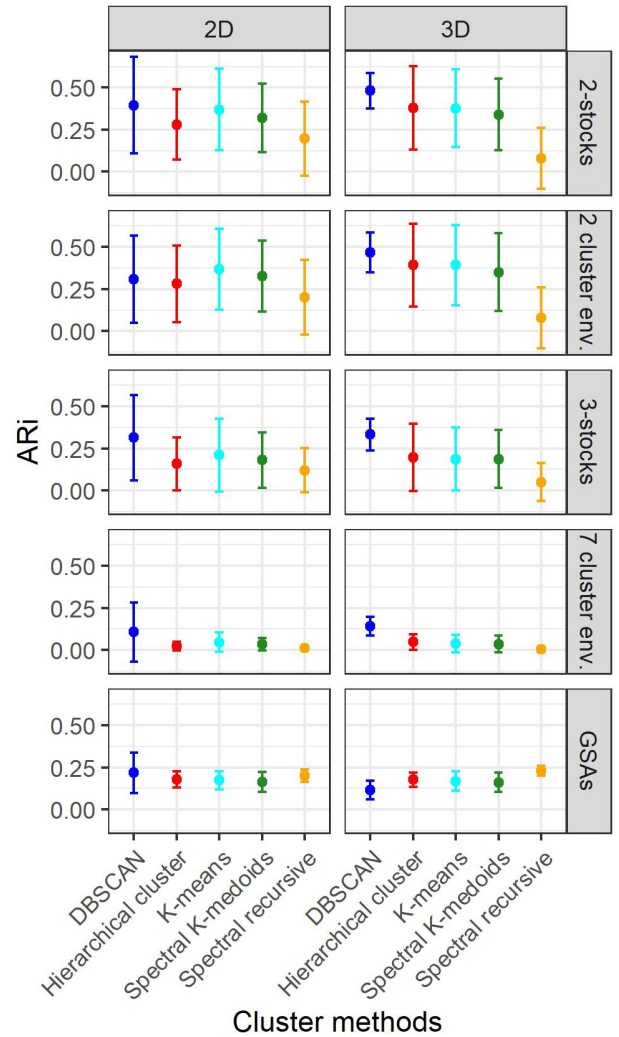 2D
3D
0.50
0.25
0.00
2-stocks
0.50
0.25
0.00
2 cluster env.
0.50
0.25
0.00
3-stocks
0.50
0.25
0.00
7 cluster env.
0.50
0.25
0.00
GSAs
ARi
DBSCAN
Hierarchical cluster
K-means
Spectral K-medoids
Spectral recursive
DBSCAN
Hierarchical cluster
K-means
Spectral K-medoids
Spectral recursive
Cluster methods